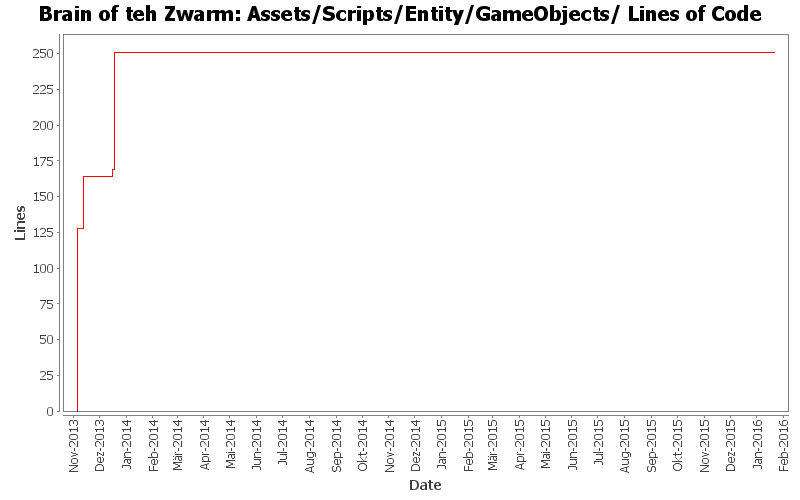 Brain of teh Zwarm: Assets/Scripts/Entity/GameObjects/ Lines of Code
Lines
250
225
200
175
150
125
100
75
50
25
0
Nov-2013
Dez-2013
Jan-2014
Feb-2014
Mär-2014
Apr-2014
Mai-2014
Jun-2014
Jul-2014
Aug-2014
Sep-2014
Okt-2014
Nov-2014
Dez-2014
Jan-2015
Feb-2015
Mär-2015
Apr-2015
Mai-2015
Jun-2015
Jul-2015
Aug-2015
Sep-2015
Okt-2015
Nov-2015
Dez-2015
Jan-2016
Feb-2016
Date